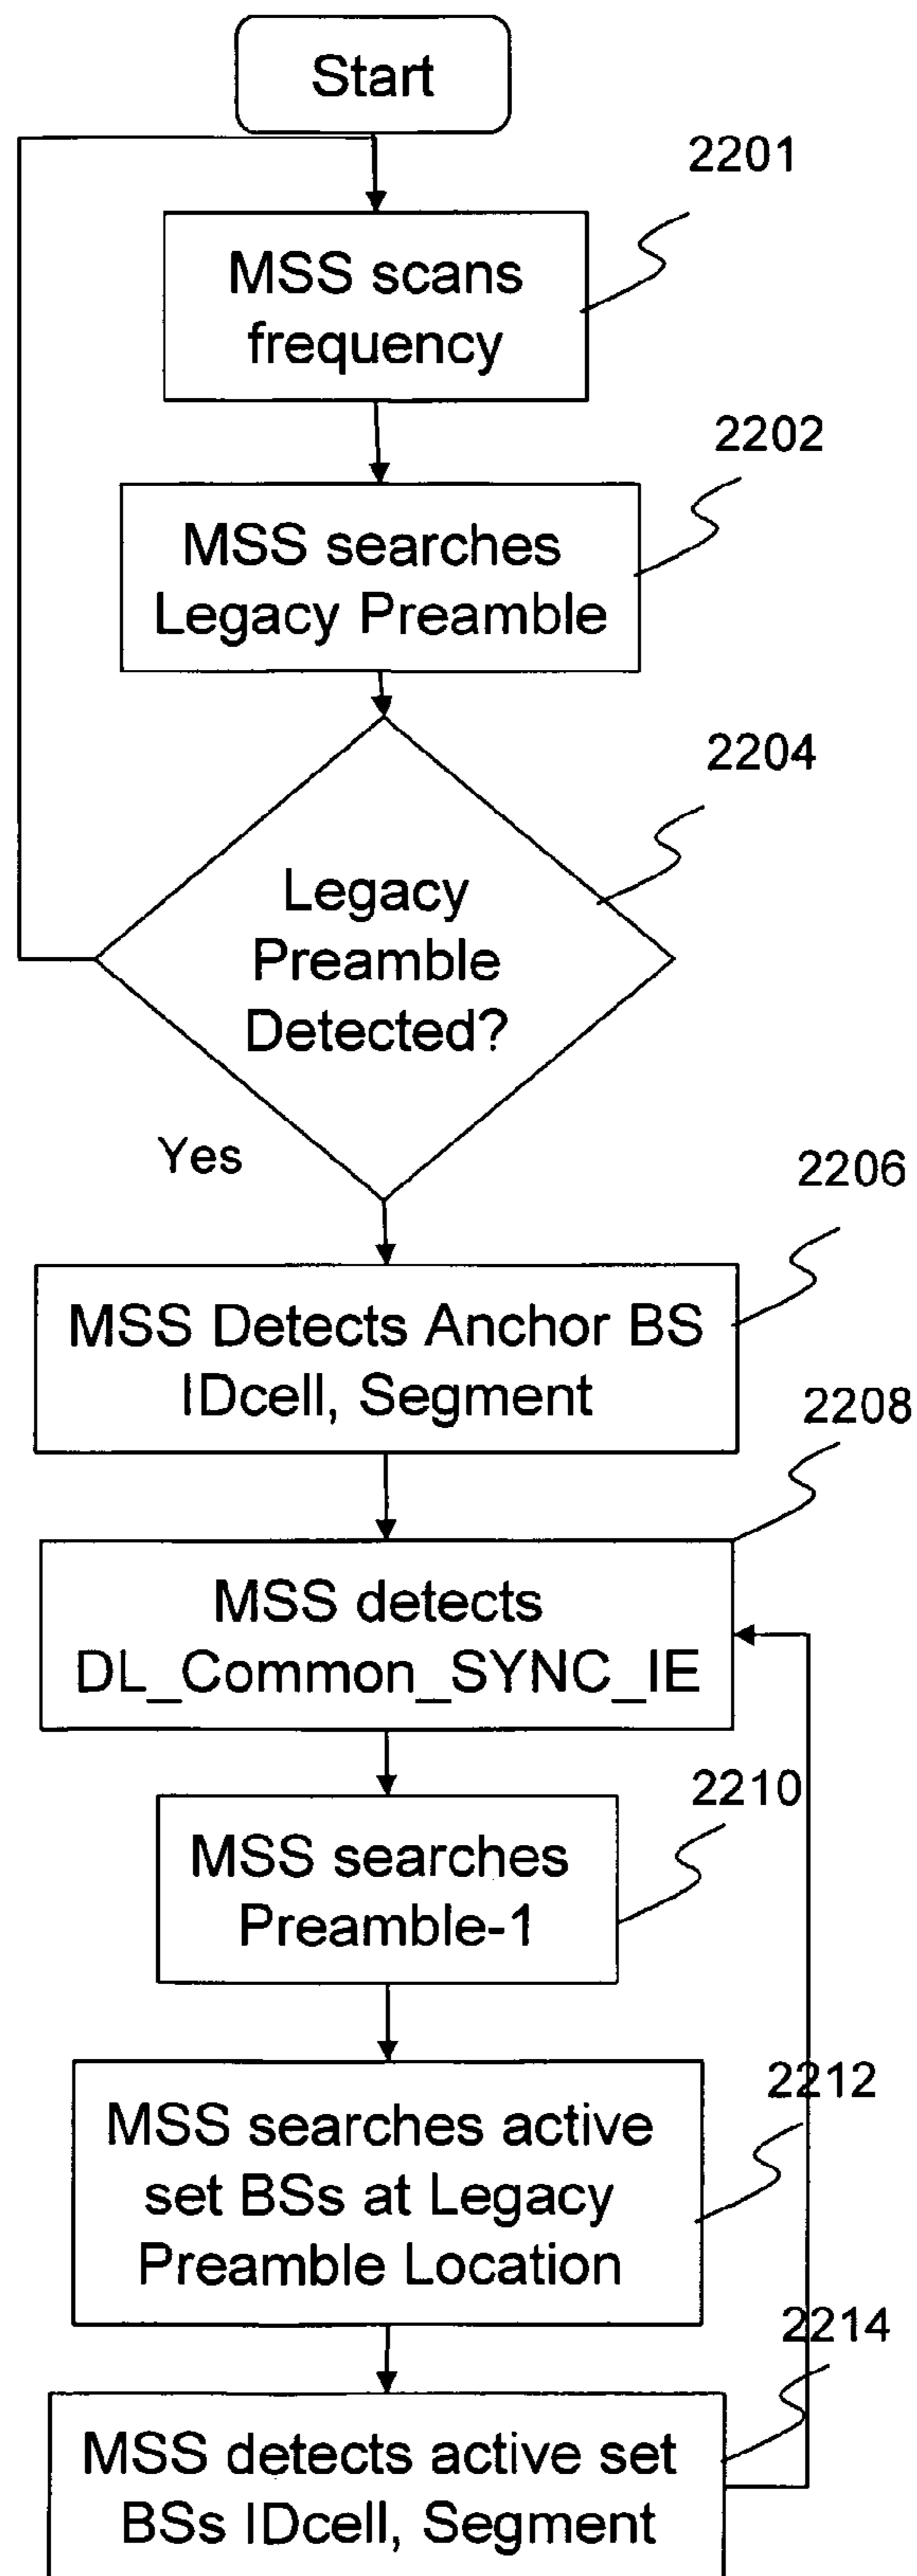 Start
2201
MSS scans
frequency
2202
MSS searches
Legacy Preamble
2204
Legacy
Preamble
Detected?
Yes
2206
MSS Detects Anchor BS
IDcell, Segment
2208
MSS detects
DL_Common_SYNC_IE
2210
MSS searches
Preamble-1
2212
MSS searches active
set BSs at Legacy
Preamble Location
2214
MSS detects active set
BSs IDcell, Segment